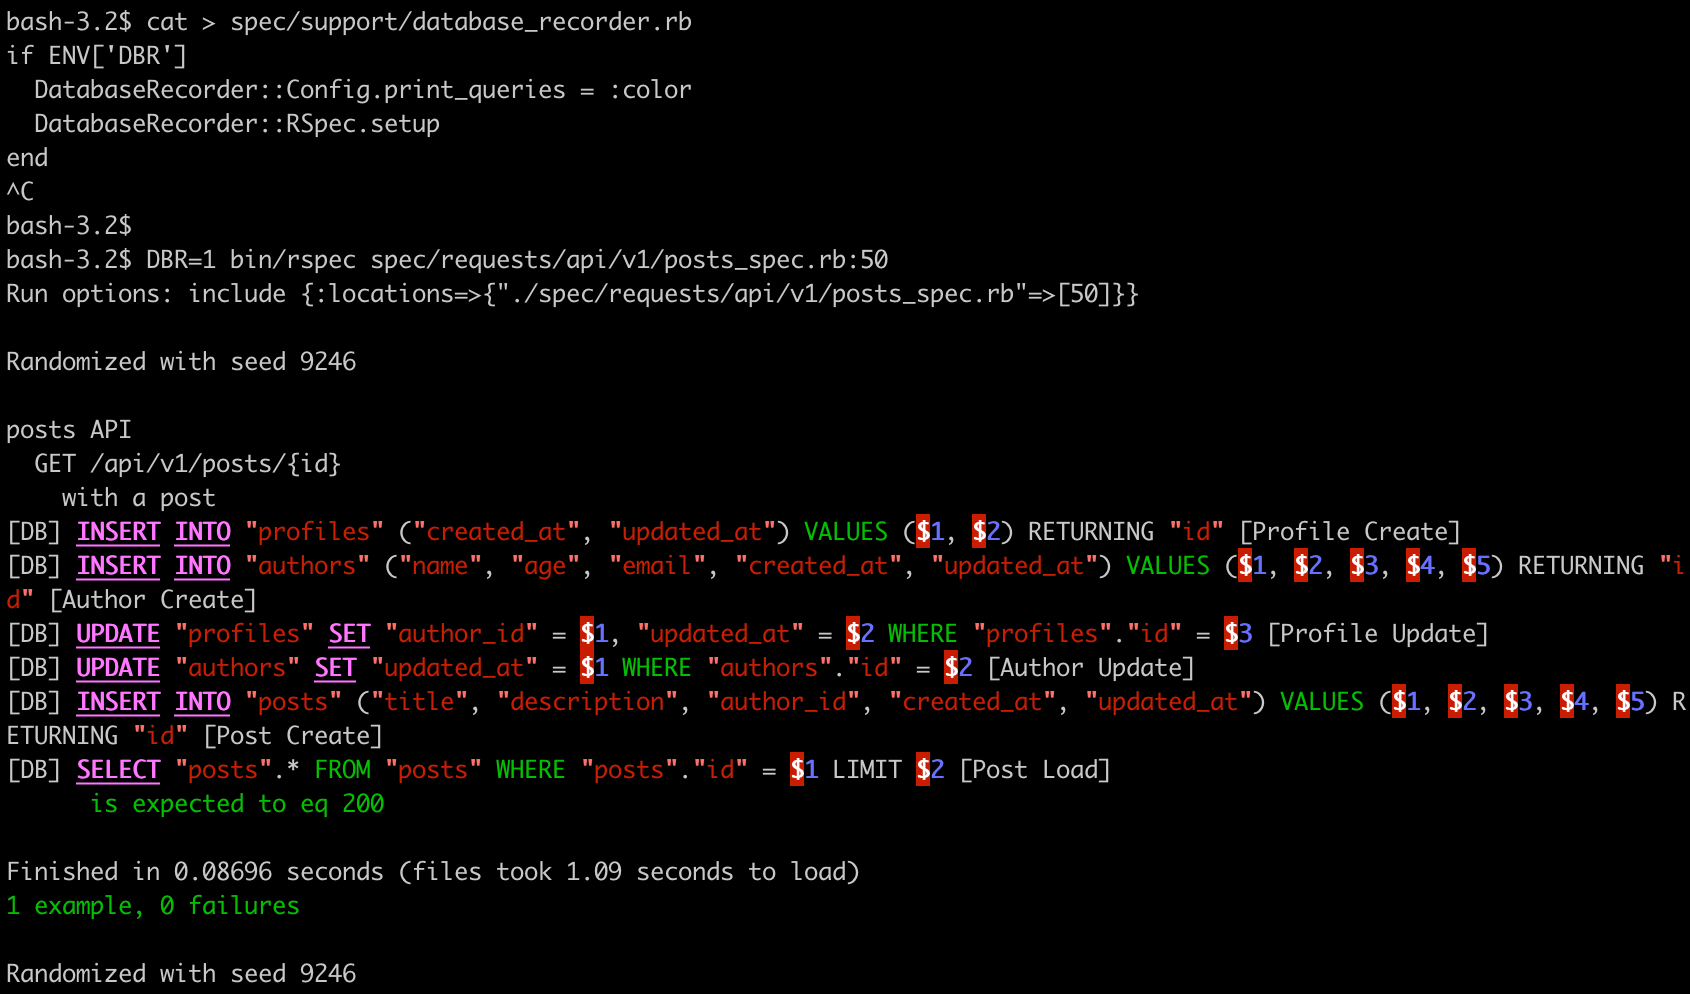 bash-3.2$ cat > spec/support/database_recorder.rb
if ENV['DBR']
  DatabaseRecorder::Config.print_queries = :color
  DatabaseRecorder::RSpec.setup
end
^C
bash-3.2$
bash-3.2$ DBR=1 bin/rspec spec/requests/api/v1/posts_spec.rb:50
Run options: include {:locations=>{"./spec/requests/api/v1/posts_spec.rb"=>[50]}}

Randomized with seed 9246

posts API
  GET /api/v1/posts/{id}
    with a post
[DB] INSERT INTO "profiles" ("created_at", "updated_at") VALUES ($1, $2) RETURNING "id" [Profile Create]
[DB] INSERT INTO "authors" ("name", "age", "email", "created_at", "updated_at") VALUES ($1, $2, $3, $4, $5) RETURNING "i
d" [Author Create]
[DB] UPDATE "profiles" SET "author_id" = $1, "updated_at" = $2 WHERE "profiles"."id" = $3 [Profile Update]
[DB] UPDATE "authors" SET "updated_at" = $1 WHERE "authors"."id" = $2 [Author Update]
[DB] INSERT INTO "posts" ("title", "description", "author_id", "created_at", "updated_at") VALUES ($1, $2, $3, $4, $5) R
ETURNING "id" [Post Create]
[DB] SELECT "posts".* FROM "posts" WHERE "posts"."id" = $1 LIMIT $2 [Post Load]
      is expected to eq 200

Finished in 0.08696 seconds (files took 1.09 seconds to load)
1 example, 0 failures

Randomized with seed 9246